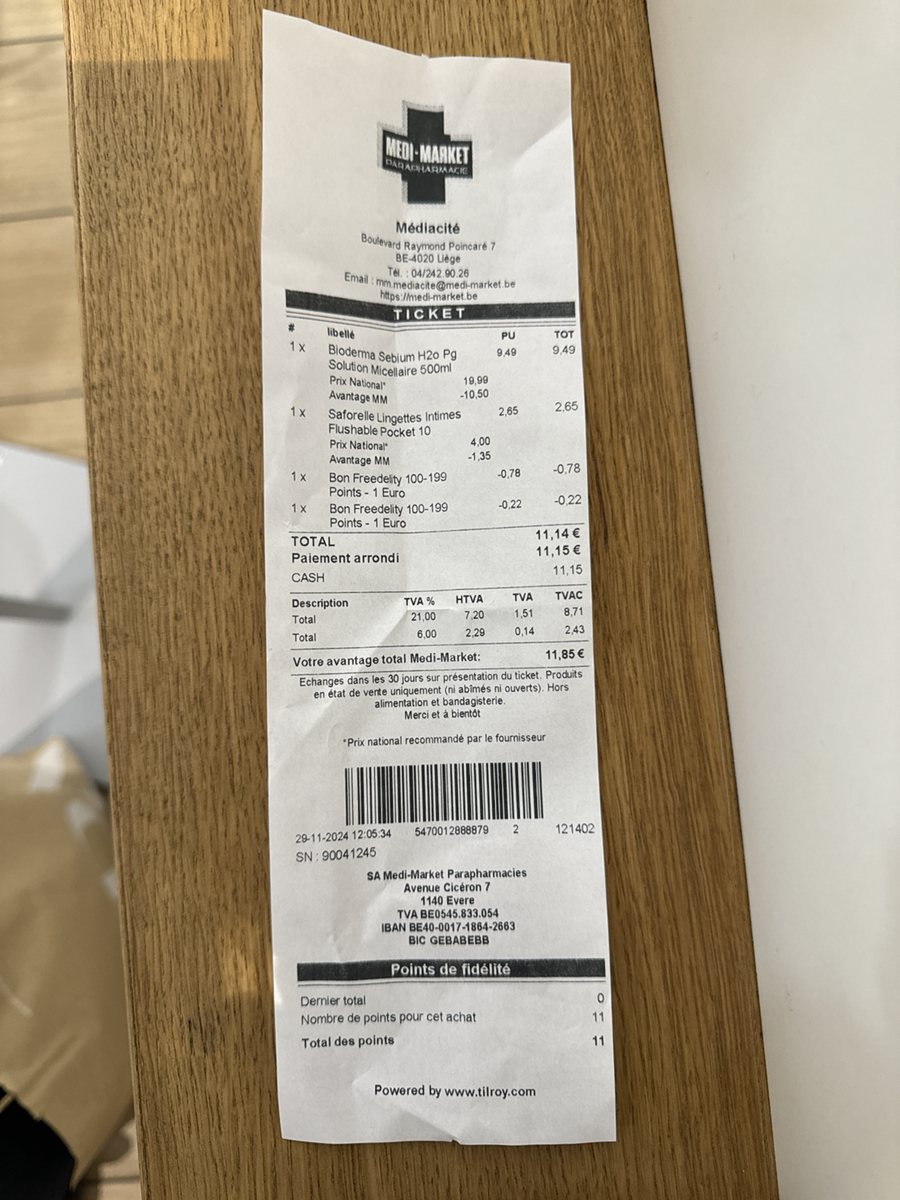 MEDI-MARKET
PARAPHARMACIE
Médiacité
Boulevard Raymond Poincaré 7
BE-4020 Liège
Tél. : 04/242.90.26
Email : mm.mediacite@medi-market.be
https://medi-market.be
TICKET
# libellé PU TOT
1 x Bioderma Sebium H2o Pg 9,49 9,49
Solution Micellaire 500ml
Prix National* 19,99
Avantage MM -10,50
1 x Saforelle Lingettes Intimes 2,65 2,65
Flushable Pocket 10
Prix National* 4,00
Avantage MM -1,35
1 x Bon Freedelity 100-199 -0,78 -0,78
Points - 1 Euro
1 x Bon Freedelity 100-199 -0,22 -0,22
Points - 1 Euro
TOTAL 11,14 €
Paiement arrondi 11,15 €
CASH 11,15
Description TVA % HTVA TVA TVAC
Total 21,00 7,20 1,51 8,71
Total 6,00 2,29 0,14 2,43
Votre avantage total Medi-Market: 11,85 €
Echanges dans les 30 jours sur présentation du ticket. Produits
en état de vente uniquement (ni abîmés ni ouverts). Hors
alimentation et bandagisterie.
Merci et à bientôt
*Prix national recommandé par le fournisseur
29-11-2024 12:05:34 5470012888879 2 121402
SN : 90041245
SA Medi-Market Parapharmacies
Avenue Cicéron 7
1140 Evere
TVA BE0545.833.054
IBAN BE40-0017-1864-2663
BIC GEBABEBB
Points de fidélité
Dernier total 0
Nombre de points pour cet achat 11
Total des points 11
Powered by www.tilroy.com